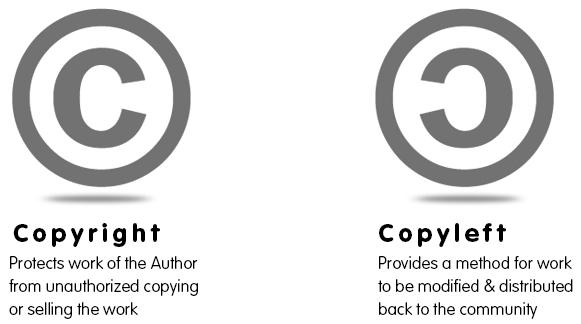 ©
Copyright
Protects work of the Author
from unauthorized copying
or selling the work
🄯
Copyleft
Provides a method for work
to be modified & distributed
back to the community